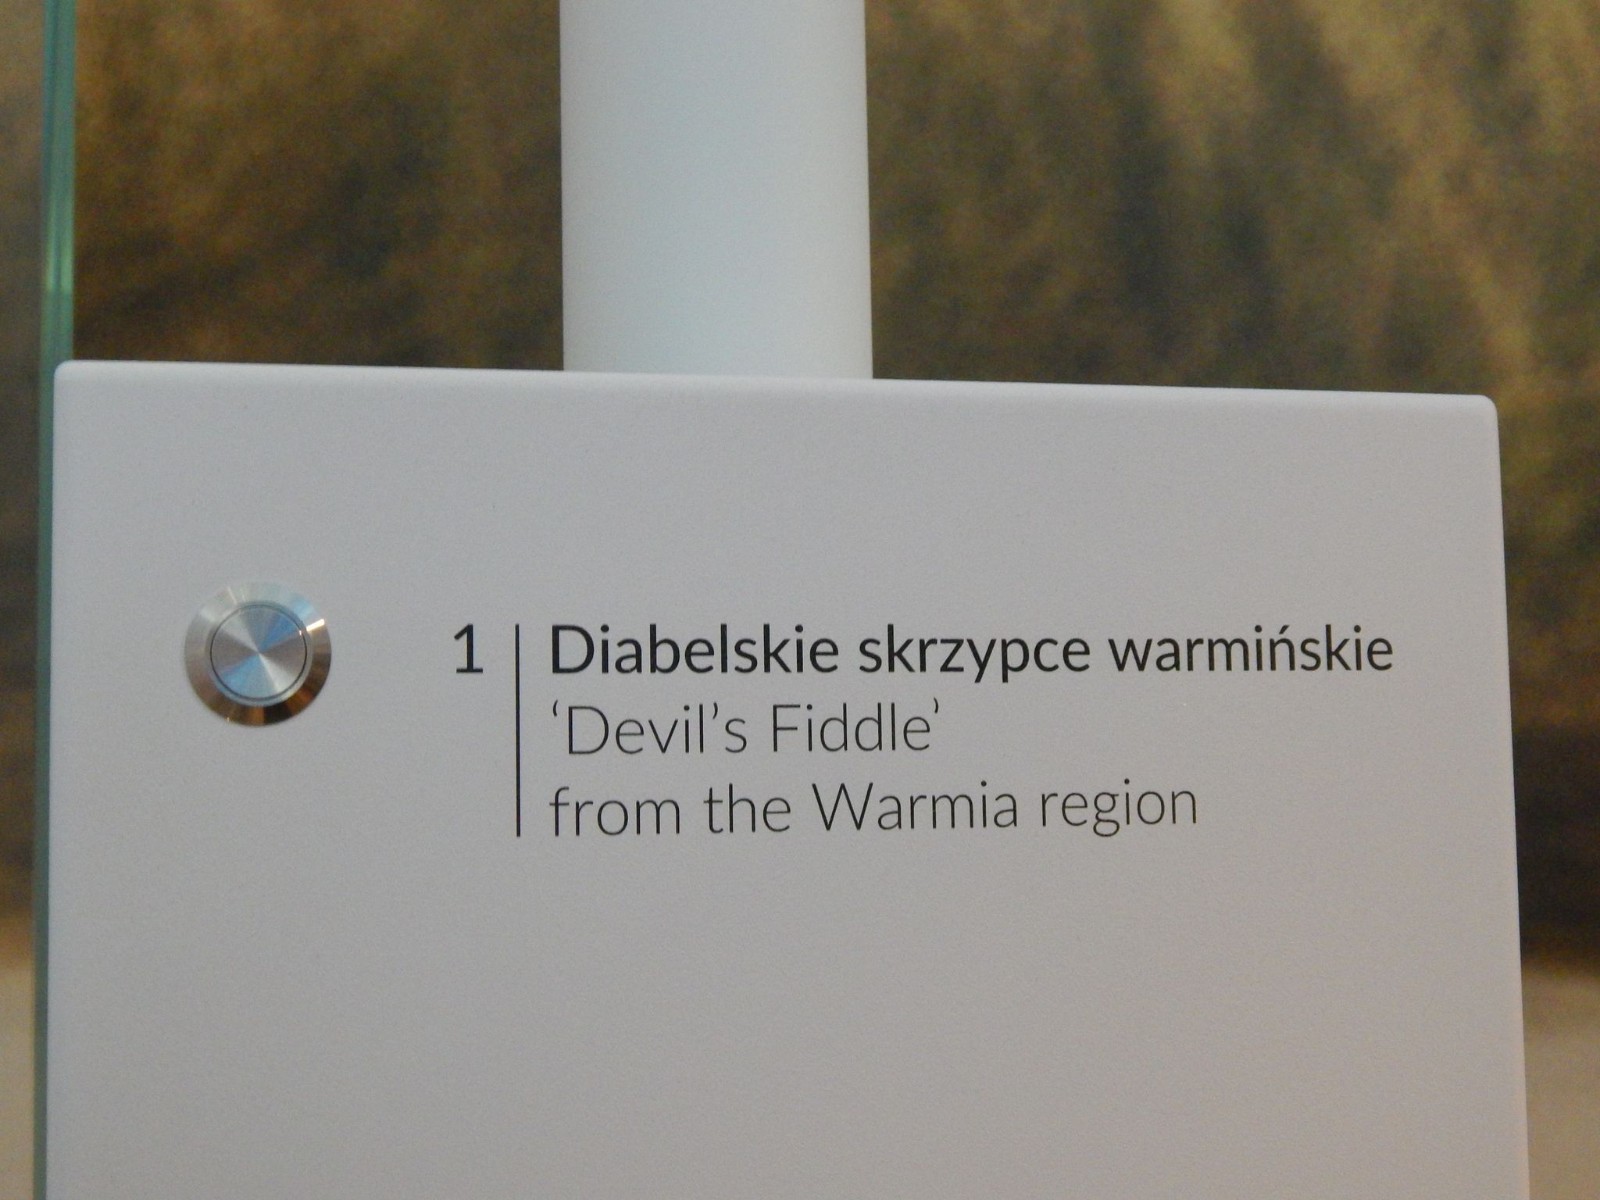 1 Diabelskie skrzypce warmińskie
‘Devil’s Fiddle’
from the Warmia region